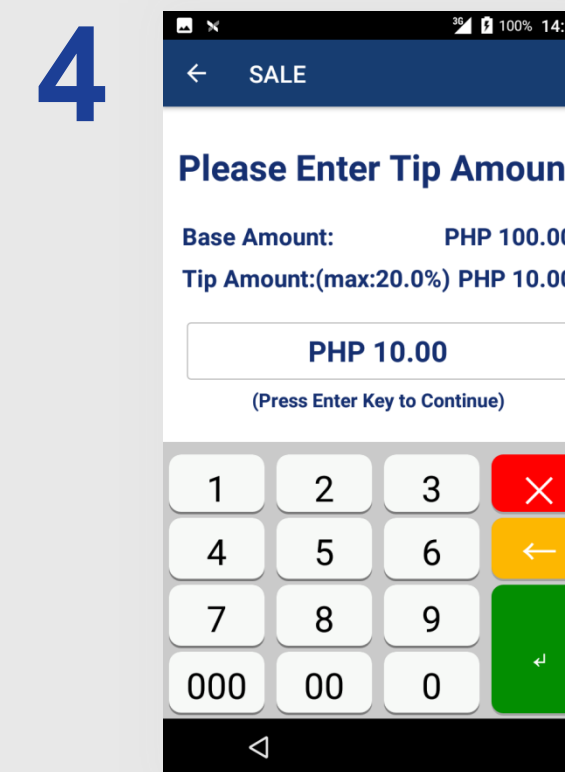 4
3G 100% 14:
SALE
Please Enter Tip Amoun
Base Amount: PHP 100.00
Tip Amount:(max:20.0%) PHP 10.00
PHP 10.00
(Press Enter Key to Continue)
1 2 3
4 5 6
7 8 9
000 00 0